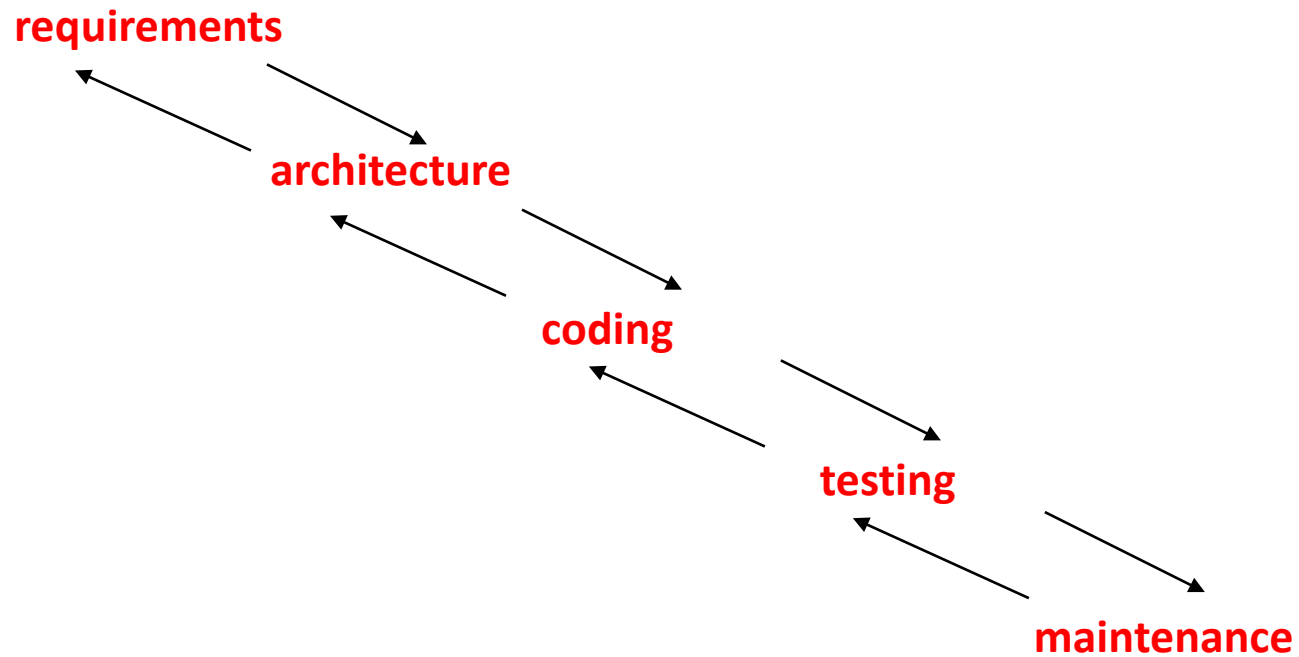 requirements
architecture
coding
testing
maintenance